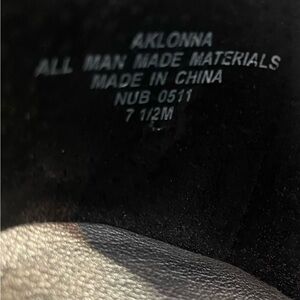 AKLONNA
ALL MAN MADE MATERIALS
MADE IN CHINA
NUB 0511
7 1/2M